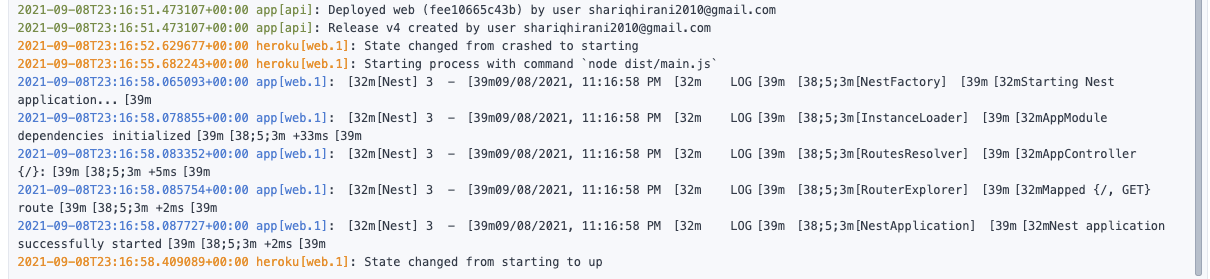 2021-09-08T23:16:51.473107+00:00 app[api]: Deployed web (fee10665c43b) by user shariqhirani2010@gmail.com
2021-09-08T23:16:51.473107+00:00 app[api]: Release v4 created by user shariqhirani2010@gmail.com
2021-09-08T23:16:52.629677+00:00 heroku[web.1]: State changed from crashed to starting
2021-09-08T23:16:55.682243+00:00 heroku[web.1]: Starting process with command `node dist/main.js`
2021-09-08T23:16:58.065093+00:00 app[web.1]: [32m[Nest] 3 - [39m09/08/2021, 11:16:58 PM [32m LOG[39m [38;5;3m[NestFactory] [39m[32mStarting Nest
application...[39m
2021-09-08T23:16:58.078855+00:00 app[web.1]: [32m[Nest] 3 - [39m09/08/2021, 11:16:58 PM [32m LOG[39m [38;5;3m[InstanceLoader] [39m[32mAppModule
dependencies initialized[39m[38;5;3m +33ms[39m
2021-09-08T23:16:58.083352+00:00 app[web.1]: [32m[Nest] 3 - [39m09/08/2021, 11:16:58 PM [32m LOG[39m [38;5;3m[RoutesResolver] [39m[32mAppController
{/}:[39m[38;5;3m +5ms[39m
2021-09-08T23:16:58.085754+00:00 app[web.1]: [32m[Nest] 3 - [39m09/08/2021, 11:16:58 PM [32m LOG[39m [38;5;3m[RouterExplorer] [39m[32mMapped {/, GET}
route[39m[38;5;3m +2ms[39m
2021-09-08T23:16:58.087727+00:00 app[web.1]: [32m[Nest] 3 - [39m09/08/2021, 11:16:58 PM [32m LOG[39m [38;5;3m[NestApplication] [39m[32mNest application
successfully started[39m[38;5;3m +2ms[39m
2021-09-08T23:16:58.409089+00:00 heroku[web.1]: State changed from starting to up